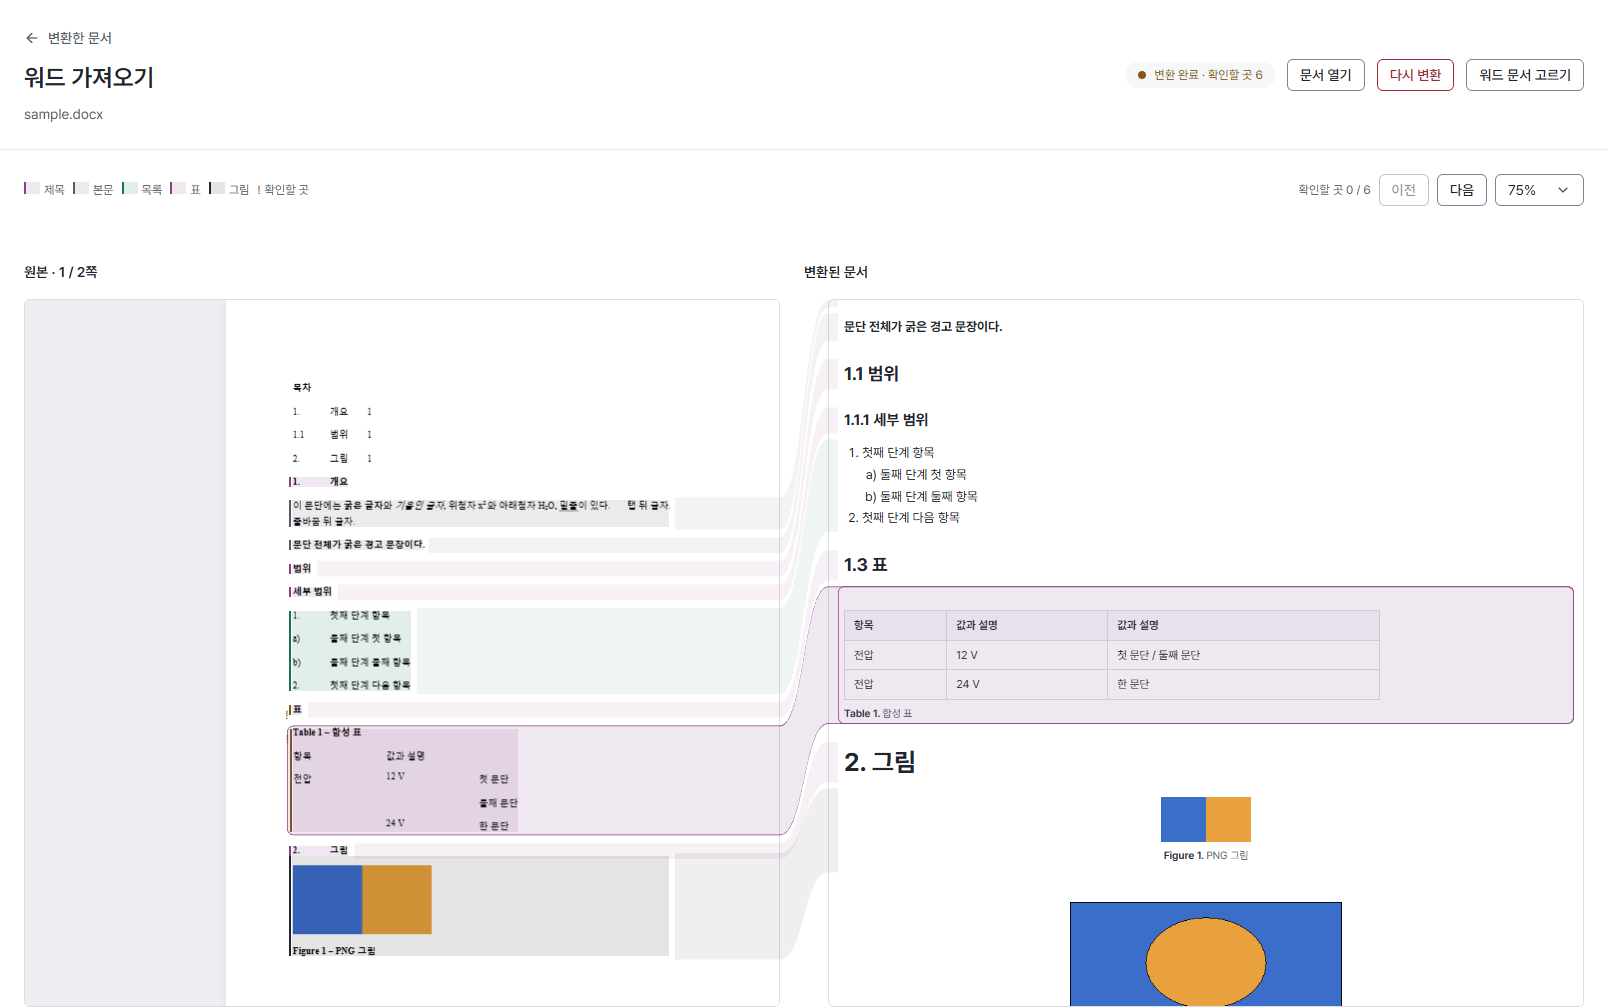 변환한 문서
워드 가져오기
sample.docx
변환 완료 · 확인할 곳 6
문서 열기
다시 변환
워드 문서 고르기
제목 본문 목록 표 그림 ! 확인할 곳
확인할 곳 0 / 6
이전
다음
75%
원본 · 1 / 2쪽
목차
1. 개요 1
1.1 범위 1
2. 그림 1
1. 개요
이 문단에는 굵은 글자와 기울인 글자, 위첨자 x²와 아래첨자 H₂O, 밑줄이 있다. 탭 뒤 글자.
줄바꿈 뒤 글자.
문단 전체가 굵은 경고 문장이다.
범위
세부 범위
1. 첫째 단계 항목
a) 둘째 단계 첫 항목
b) 둘째 단계 둘째 항목
2. 첫째 단계 다음 항목
! 표
Table 1 – 합성 표
항목 값과 설명
전압 12 V 첫 문단
둘째 문단
24 V 한 문단
2. 그림
Figure 1 – PNG 그림
변환된 문서
문단 전체가 굵은 경고 문장이다.
1.1 범위
1.1.1 세부 범위
1. 첫째 단계 항목
a) 둘째 단계 첫 항목
b) 둘째 단계 둘째 항목
2. 첫째 단계 다음 항목
1.3 표
항목 값과 설명 값과 설명
전압 12 V 첫 문단 / 둘째 문단
전압 24 V 한 문단
Table 1. 합성 표
2. 그림
Figure 1. PNG 그림